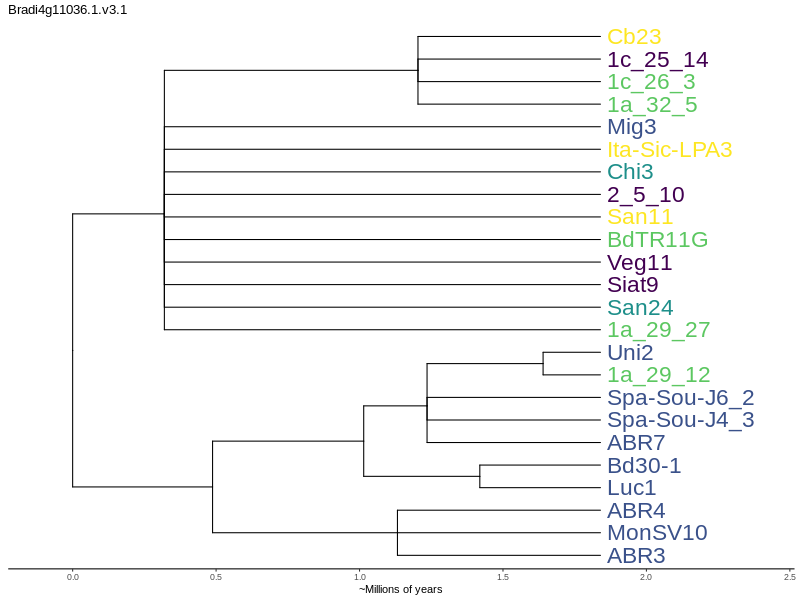 Bradi4g11036.1.v3.1
Cb23
1c_25_14
1c_26_3
1a_32_5
Mig3
Ita-Sic-LPA3
Chi3
2_5_10
San11
BdTR11G
Veg11
Siat9
San24
1a_29_27
Uni2
1a_29_12
Spa-Sou-J6_2
Spa-Sou-J4_3
ABR7
Bd30-1
Luc1
ABR4
MonSV10
ABR3
0.0 0.5 1.0 1.5 2.0 2.5
~Millions of years